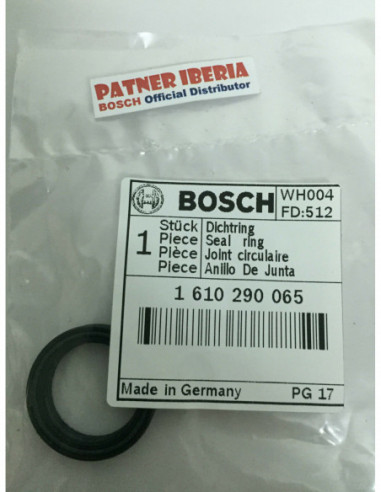 PATNER IBERIA
BOSCH Official Distributor
BOSCH
WH004
FD:512
1
Stück Dichtring
Piece Seal ring
Pièce Joint circulaire
Piece Anillo De Junta
1 610 290 065
Made in Germany PG 17